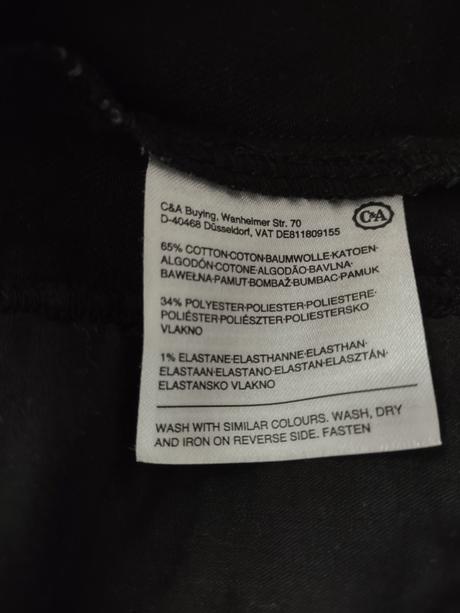 C&A Buying, Wanheimer Str. 70
D-40468 Düsseldorf, VAT DE811809155
C&A
65% COTTON·COTON·BAUMWOLLE·KATOEN·
ALGODÓN·COTONE·ALGODÃO·BAVLNA·
BAWEŁNA·PAMUT·BOMBAŽ·BUMBAC·PAMUK
34% POLYESTER·POLIESTER·POLIESTERE·
POLIÉSTER·POLIÉSZTER·POLIESTERSKO
VLAKNO
1% ELASTANE·ELASTHANNE·ELASTHAN·
ELASTAAN·ELASTANO·ELASTAN·ELASZTÁN·
ELASTANSKO VLAKNO
WASH WITH SIMILAR COLOURS. WASH, DRY
AND IRON ON REVERSE SIDE. FASTEN